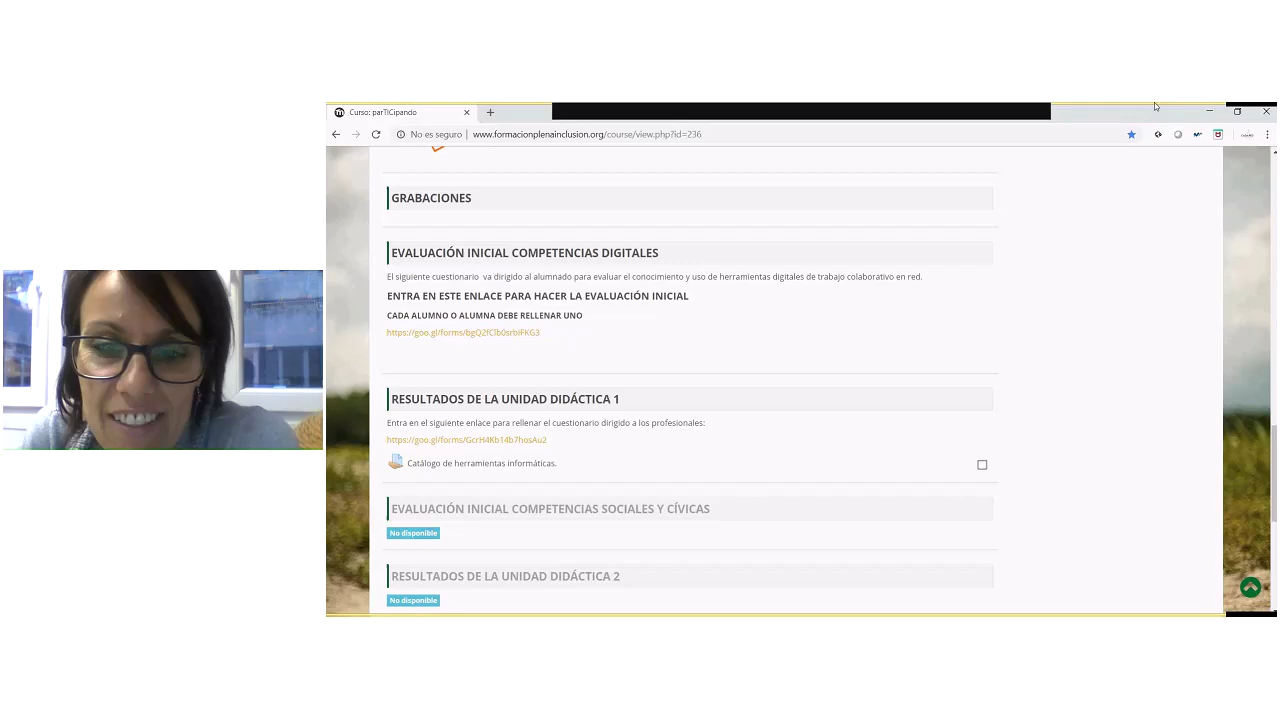 Curso: parTICipando
No es seguro | www.formacionplenainclusion.org/course/view.php?id=236
GRABACIONES
EVALUACIÓN INICIAL COMPETENCIAS DIGITALES
El siguiente cuestionario va dirigido al alumnado para evaluar el conocimiento y uso de herramientas digitales de trabajo colaborativo en red.
ENTRA EN ESTE ENLACE PARA HACER LA EVALUACIÓN INICIAL
CADA ALUMNO O ALUMNA DEBE RELLENAR UNO
RESULTADOS DE LA UNIDAD DIDÁCTICA 1
Entra en el siguiente enlace para rellenar el cuestionario dirigido a los profesionales:
https://goo.gl/forms/GcrH4Kb14b7hosAu2
Catálogo de herramientas informáticas.
EVALUACIÓN INICIAL COMPETENCIAS SOCIALES Y CÍVICAS
No disponible
RESULTADOS DE LA UNIDAD DIDÁCTICA 2
No disponible